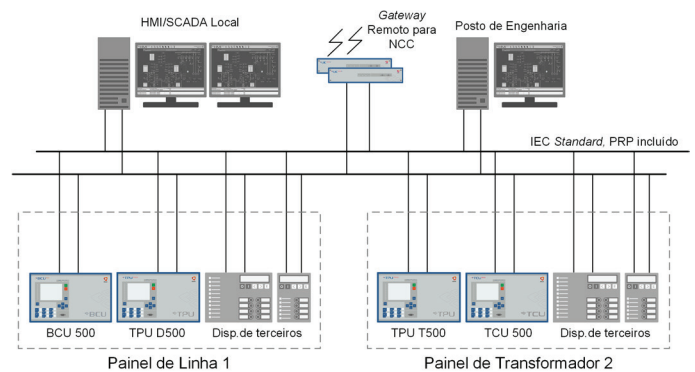 HMI/SCADA Local
Gateway
Remoto para
NCC
Posto de Engenharia
IEC Standard, PRP incluído
BCU
TPU
TPU
TCU
BCU 500
TPU D500
Disp.de terceiros
TPU T500
TCU 500
Disp.de terceiros
Painel de Linha 1
Painel de Transformador 2